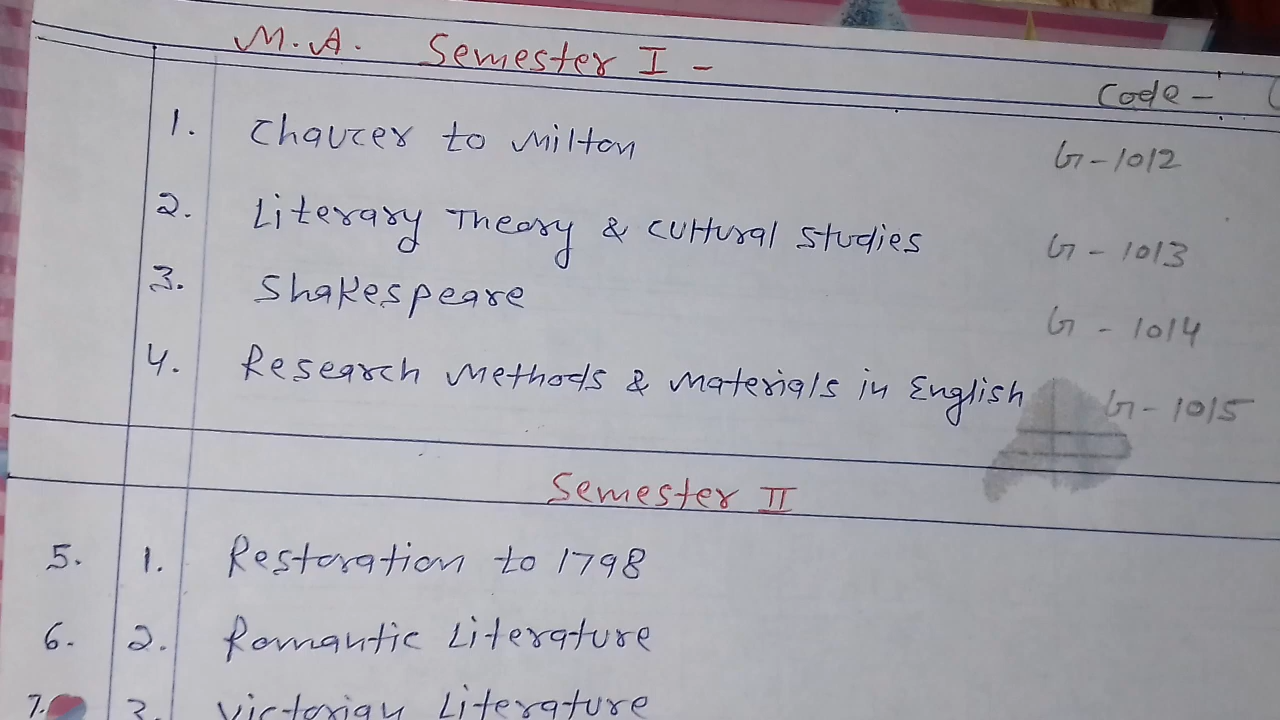 M.A. Semester I -
Code -
1. Chaucer to Milton G-1012
2. Literary Theory & Cultural Studies G-1013
3. Shakespeare G-1014
4. Research Methods & Materials in English G-1015
Semester II
5. 1. Restoration to 1798
6. 2. Romantic Literature
7. 3. Victorian Literature